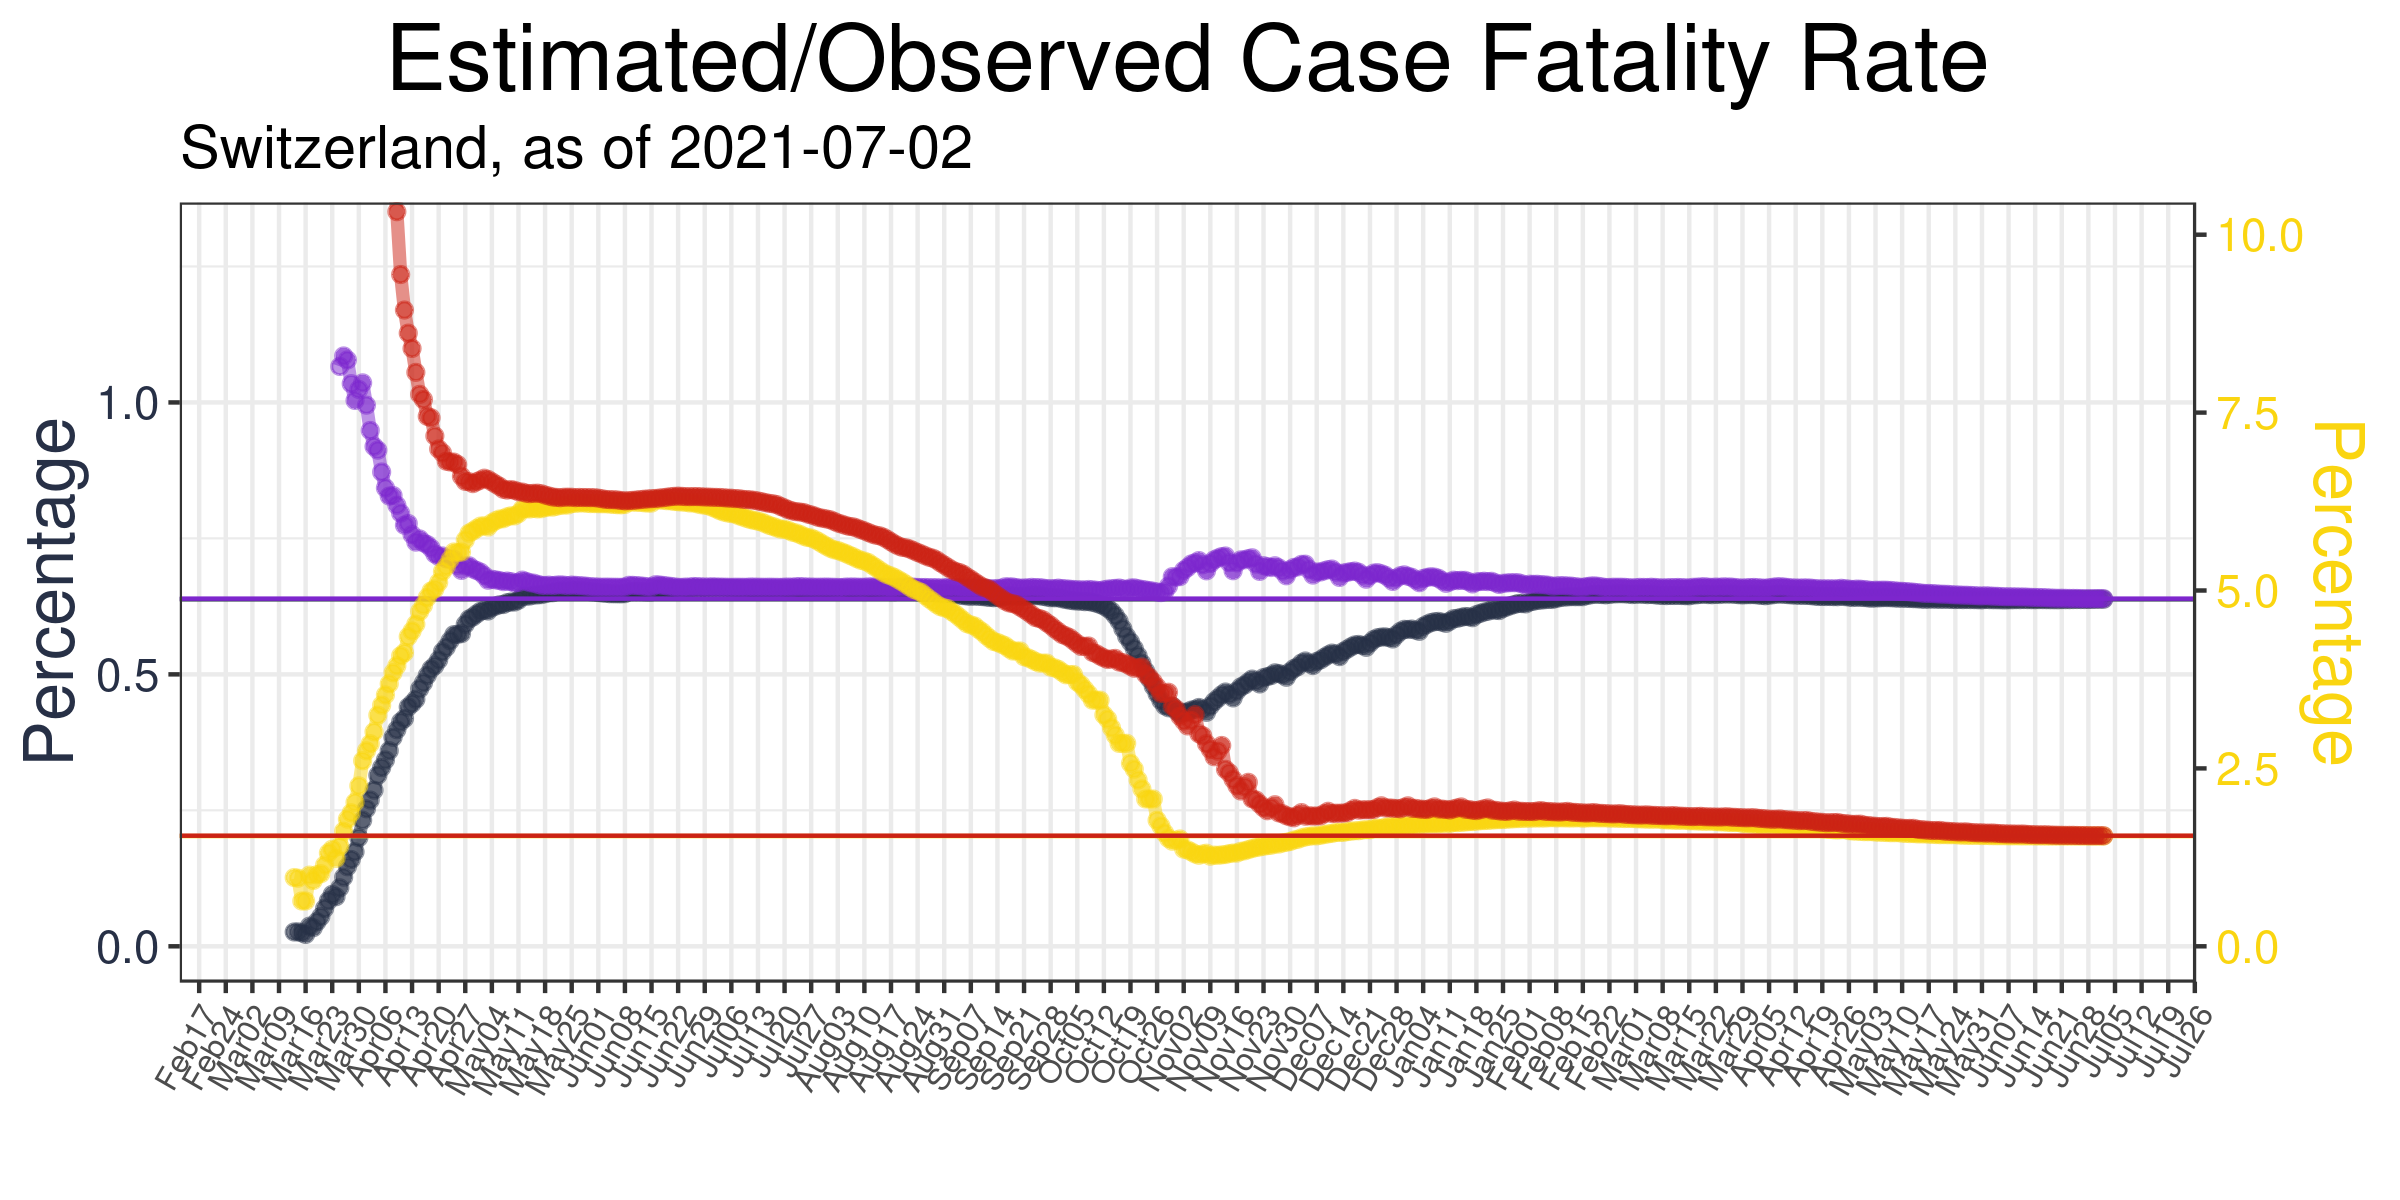 Estimated/Observed Case Fatality Rate
Switzerland, as of 2021-07-02
Percentage
1.0
0.5
0.0
10.0
7.5
5.0
2.5
0.0
Percentage
Feb17
Feb24
Mar02
Mar09
Mar16
Mar23
Mar30
Apr06
Apr13
Apr20
Apr27
May04
May11
May18
May25
Jun01
Jun08
Jun15
Jun22
Jun29
Jul06
Jul13
Jul20
Jul27
Aug03
Aug10
Aug17
Aug24
Aug31
Sep07
Sep14
Sep21
Sep28
Oct05
Oct12
Oct19
Oct26
Nov02
Nov09
Nov16
Nov23
Nov30
Dec07
Dec14
Dec21
Dec28
Jan04
Jan11
Jan18
Jan25
Feb01
Feb08
Feb15
Feb22
Mar01
Mar08
Mar15
Mar22
Mar29
Apr05
Apr12
Apr19
Apr26
May03
May10
May17
May24
May31
Jun07
Jun14
Jun21
Jun28
Jul05
Jul12
Jul19
Jul26